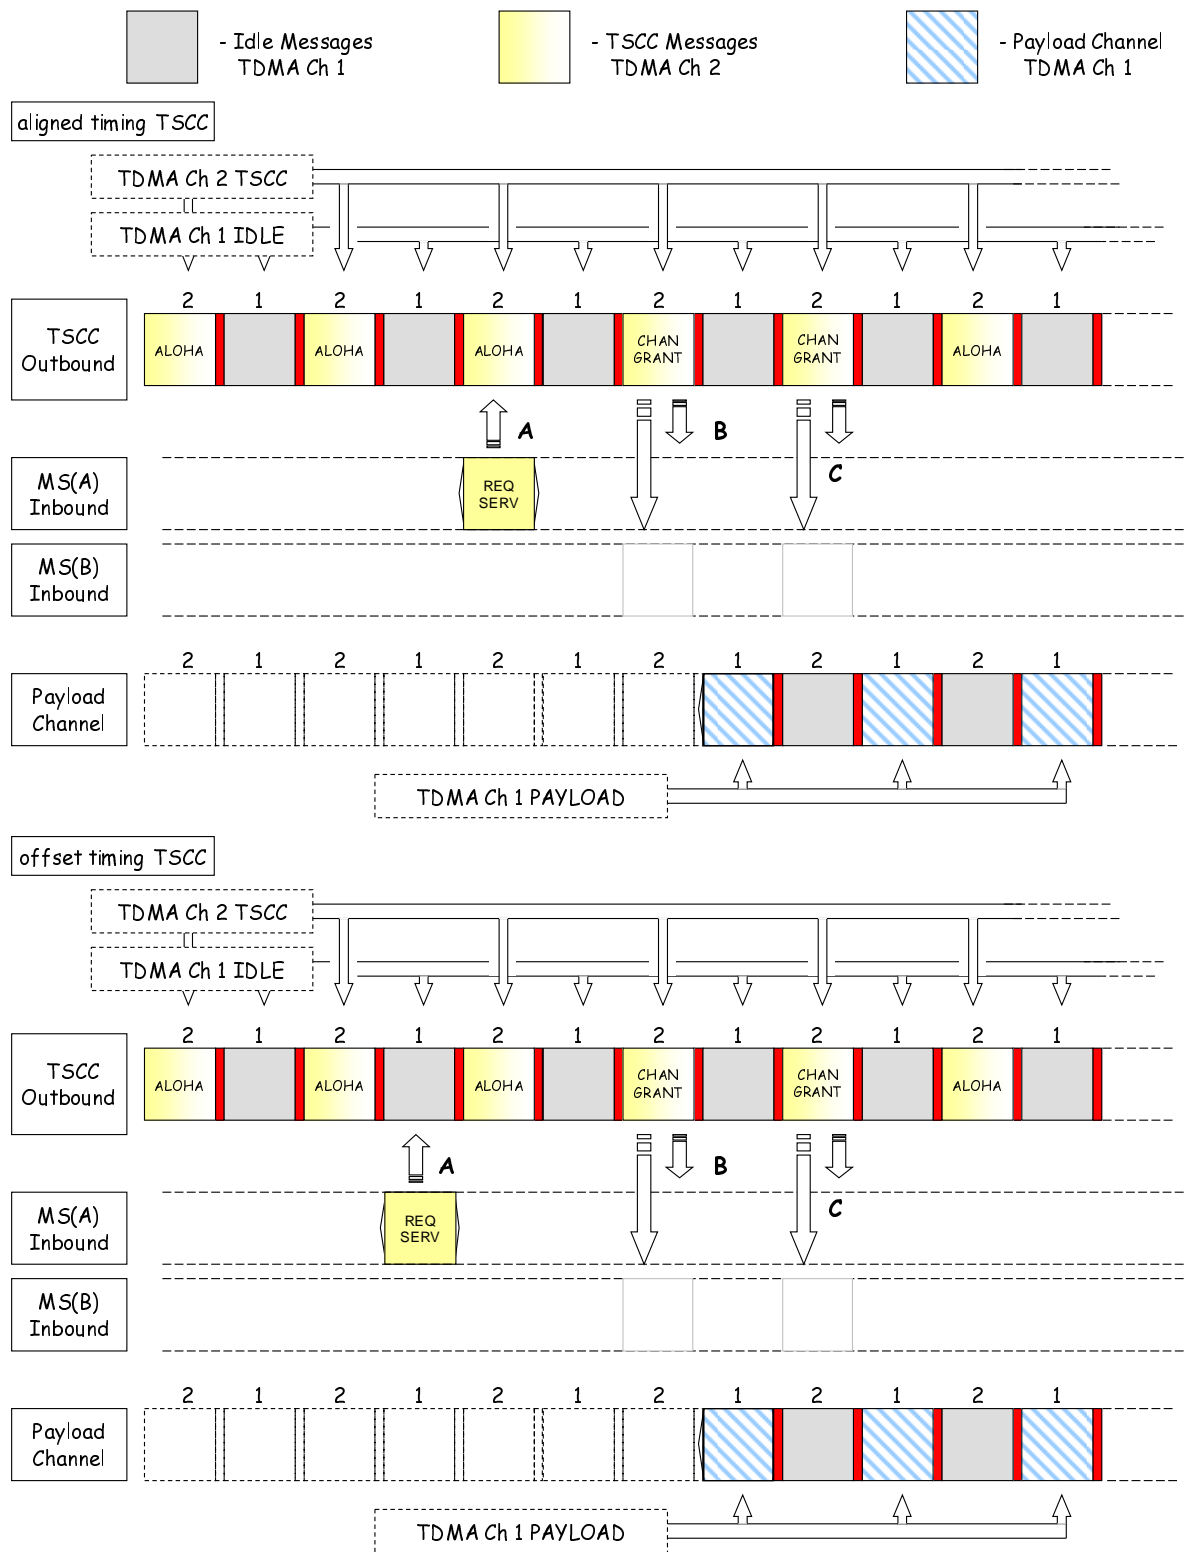 - Idle Messages
TDMA Ch 1
- TSCC Messages
TDMA Ch 2
- Payload Channel
TDMA Ch 1
aligned timing TSCC
TDMA Ch 2 TSCC
TDMA Ch 1 IDLE
2 1 2 1 2 1 2 1 2 1 2 1
TSCC
Outbound
ALOHA
ALOHA
ALOHA
CHAN
GRANT
CHAN
GRANT
ALOHA
A
B
C
MS(A)
Inbound
REQ
SERV
MS(B)
Inbound
2 1 2 1 2 1 2 1 2 1 2 1
Payload
Channel
TDMA Ch 1 PAYLOAD
offset timing TSCC
TDMA Ch 2 TSCC
TDMA Ch 1 IDLE
2 1 2 1 2 1 2 1 2 1 2 1
TSCC
Outbound
ALOHA
ALOHA
ALOHA
CHAN
GRANT
CHAN
GRANT
ALOHA
A
B
C
MS(A)
Inbound
REQ
SERV
MS(B)
Inbound
2 1 2 1 2 1 2 1 2 1 2 1
Payload
Channel
TDMA Ch 1 PAYLOAD